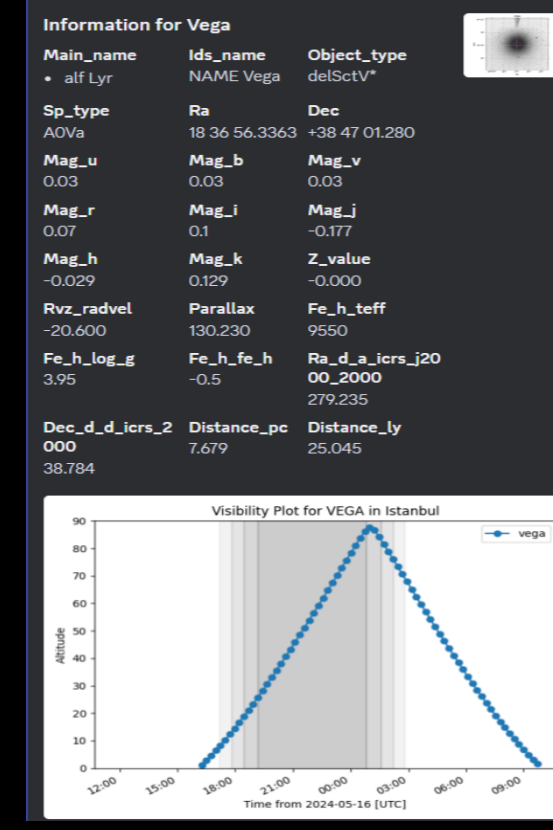 Information for Vega
Main_name Ids_name Object_type
• alf Lyr NAME Vega delSctV*
Sp_type Ra Dec
A0Va 18 36 56.3363 +38 47 01.280
Mag_u Mag_b Mag_v
0.03 0.03 0.03
Mag_r Mag_i Mag_j
0.07 0.1 -0.177
Mag_h Mag_k Z_value
-0.029 0.129 -0.000
Rvz_radvel Parallax Fe_h_teff
-20.600 130.230 9550
Fe_h_log_g Fe_h_fe_h Ra_d_a_icrs_j20
00_2000
3.95 -0.5
279.235
Dec_d_d_icrs_2 Distance_pc Distance_ly
000 7.679 25.045
38.784
Visibility Plot for VEGA in Istanbul
vega
90
80
70
60
50
40
30
20
10
0
Altitude
12:00 15:00 18:00 21:00 00:00 03:00 06:00 09:00
Time from 2024-05-16 [UTC]